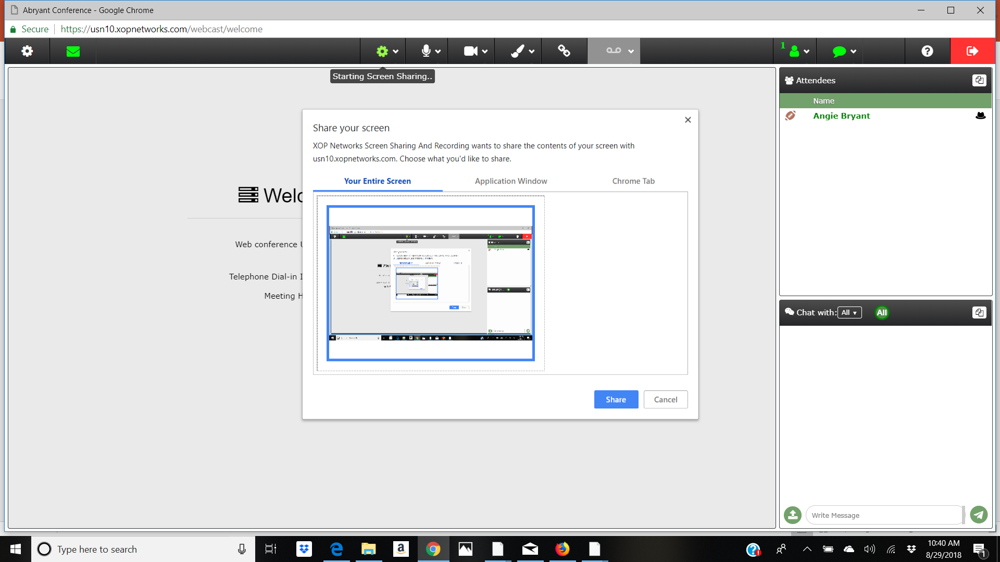 Abryant Conference - Google Chrome
Secure
https://usn10.xopnetworks.com/webcast/welcome
1
Starting Screen Sharing..
Attendees
Name
Angie Bryant
Share your screen
XOP Networks Screen Sharing And Recording wants to share the contents of your screen with
usn10.xopnetworks.com. Choose what you'd like to share.
Your Entire Screen
Application Window
Chrome Tab
Welc
Web conference U
Telephone Dial-in I
Meeting H
Share
Cancel
Chat with: All ▾
All
Write Message
Type here to search
10:40 AM
8/29/2018
1